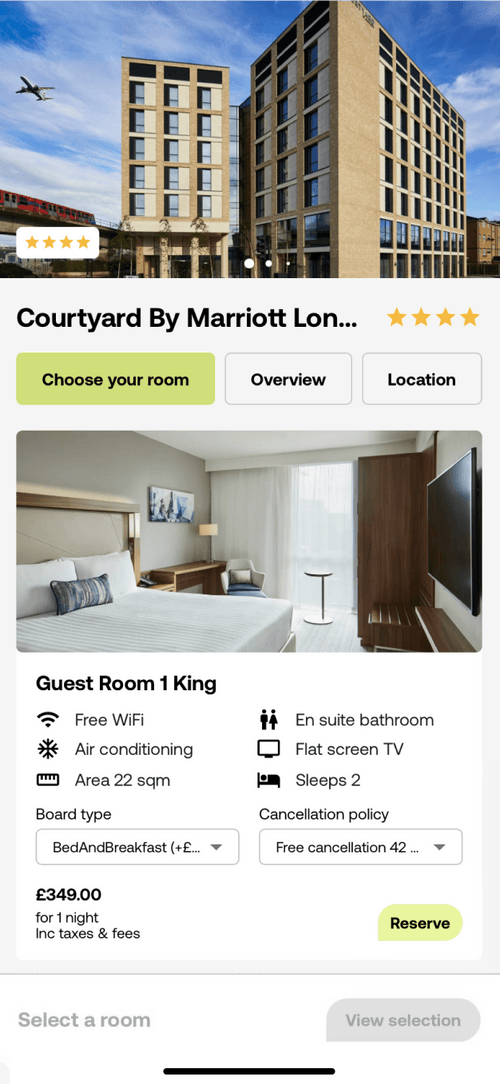 Courtyard By Marriott Lon...
Choose your room
Overview
Location
Guest Room 1 King
Free WiFi
En suite bathroom
Air conditioning
Flat screen TV
Area 22 sqm
Sleeps 2
Board type
Cancellation policy
BedAndBreakfast (+£...
Free cancellation 42 ...
£349.00
for 1 night
Inc taxes & fees
Reserve
Select a room
View selection